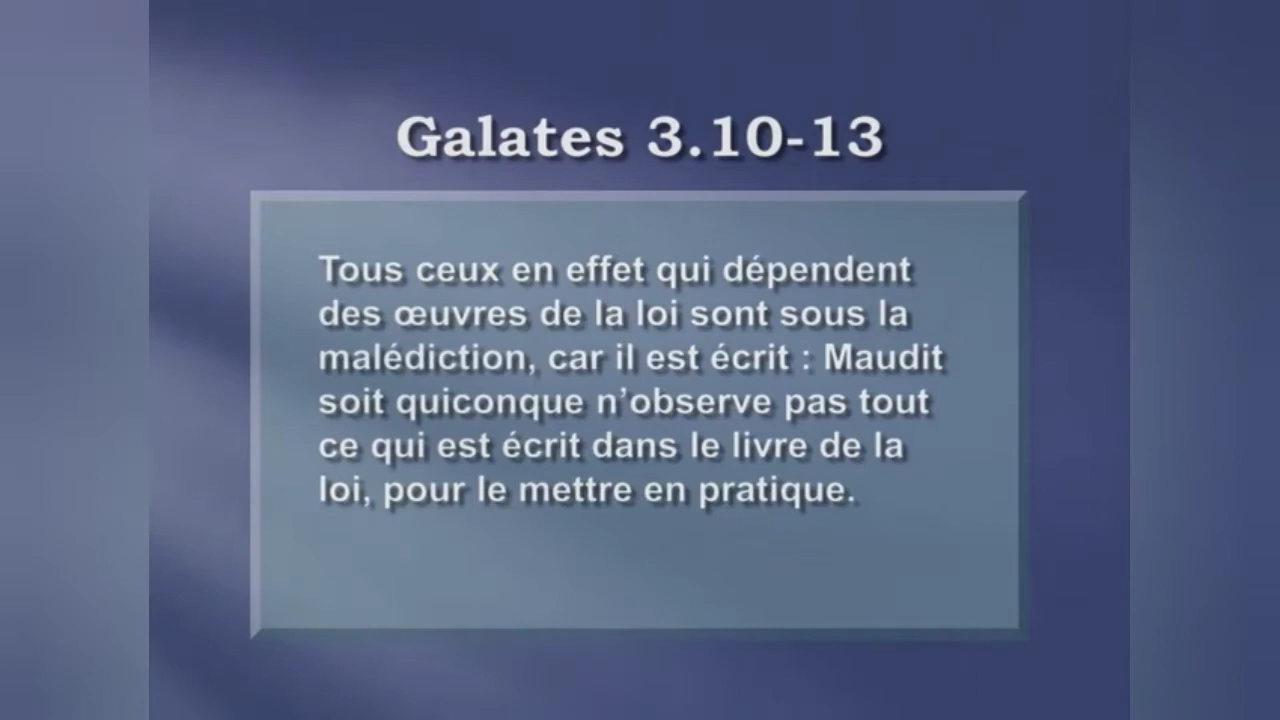 Galates 3.10-13
Tous ceux en effet qui dépendent
des œuvres de la loi sont sous la
malédiction, car il est écrit : Maudit
soit quiconque n’observe pas tout
ce qui est écrit dans le livre de la
loi, pour le mettre en pratique.